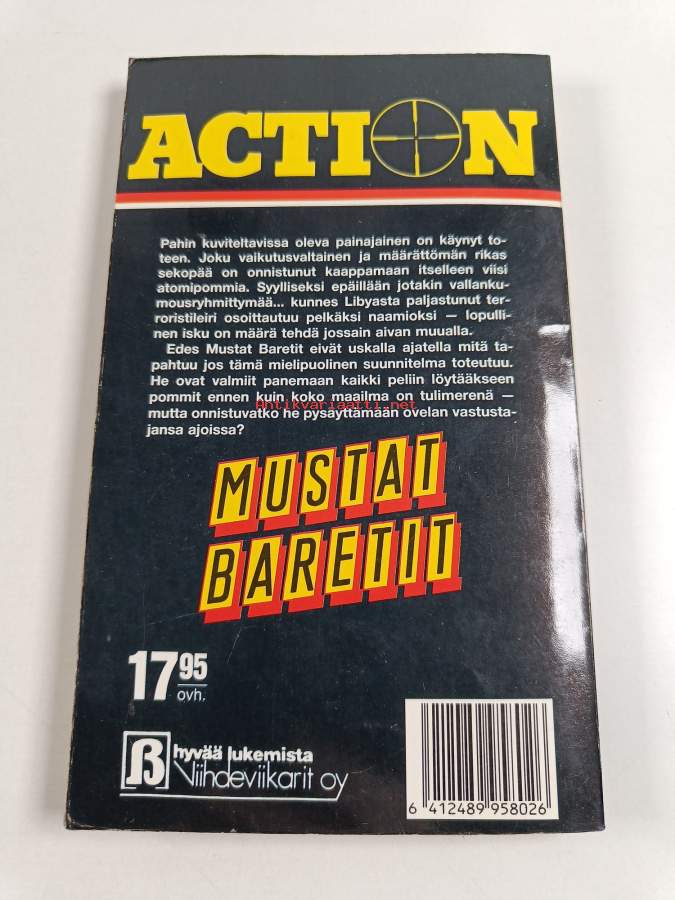 ACTION
Pahin kuviteltavissa oleva painajainen on käynyt to-
teen. Joku vaikutusvaltainen ja määrättömän rikas
sekopää on onnistunut kaappamaan itselleen viisi
atomipommia. Syylliseksi epäillään jotakin vallanku-
mousryhmittymää... kunnes Libyasta paljastunut ter-
roristileiri osoittautuu pelkäksi naamioksi — lopulli-
nen isku on määrä tehdä jossain aivan muualla.
Edes Mustat Baretit eivät uskalla ajatella mitä ta-
pahtuu jos tämä mielipuolinen suunnitelma toteutuu.
He ovat valmiit panemaan kaikki peliin löytääkseen
pommit ennen kuin koko maailma on tulimerenä —
Antikvariaatti.net
mutta onnistuvatko he pysäyttämään ovelan vastusta-
jansa ajoissa?
MUSTAT
BARETIT
17 95
ovh.
hyvää lukemista
Viihdeviikarit oy
6 412489 958026